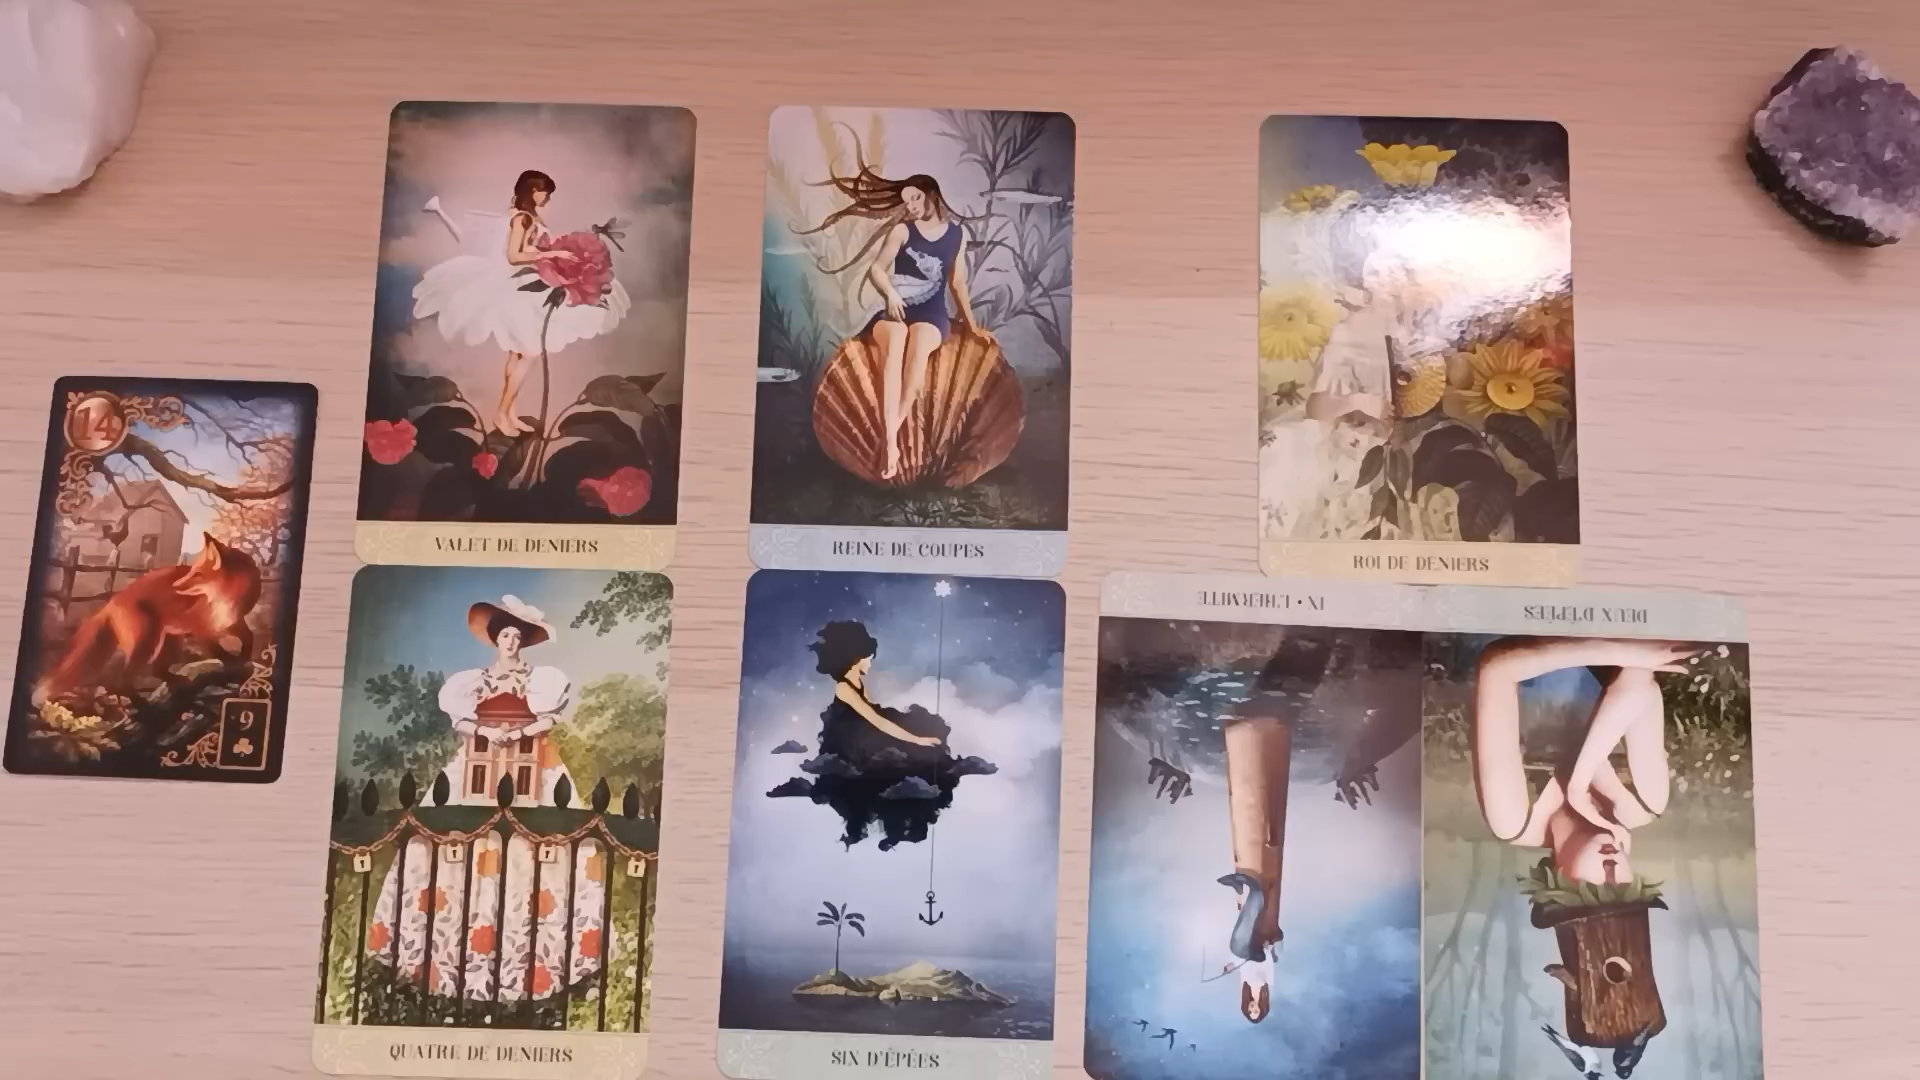 VALET DE DENIERS
REINE DE COUPES
ROI DE DENIERS
14
9
IX • L'HERMITE
DEUX D'ÉPÉES
QUATRE DE DENIERS
SIX D'ÉPÉES